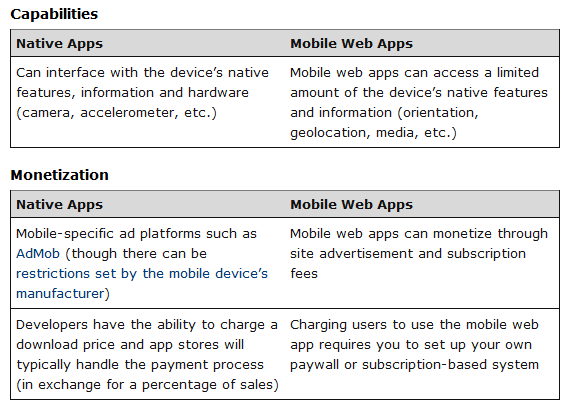 Capabilities
Native Apps
Mobile Web Apps
Can interface with the device’s native
features, information and hardware
(camera, accelerometer, etc.)
Mobile web apps can access a limited
amount of the device’s native features
and information (orientation,
geolocation, media, etc.)
Monetization
Native Apps
Mobile Web Apps
Mobile-specific ad platforms such as
AdMob (though there can be
restrictions set by the mobile device’s
manufacturer)
Mobile web apps can monetize through
site advertisement and subscription
fees
Developers have the ability to charge a
download price and app stores will
typically handle the payment process
(in exchange for a percentage of sales)
Charging users to use the mobile web
app requires you to set up your own
paywall or subscription-based system